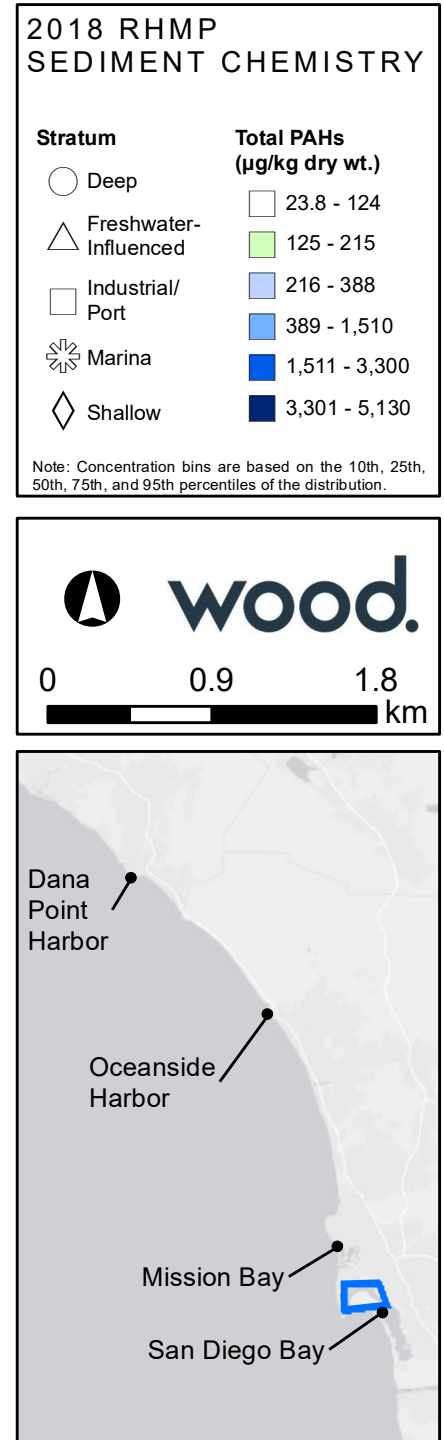 2018 RHMP
SEDIMENT CHEMISTRY
Stratum
Deep
Freshwater-
Influenced
Industrial/
Port
Marina
Shallow
Total PAHs
(µg/kg dry wt.)
23.8 - 124
125 - 215
216 - 388
389 - 1,510
1,511 - 3,300
3,301 - 5,130
Note: Concentration bins are based on the 10th, 25th,
50th, 75th, and 95th percentiles of the distribution.
wood.
0 0.9 1.8
km
Dana
Point
Harbor
Oceanside
Harbor
Mission Bay
San Diego Bay